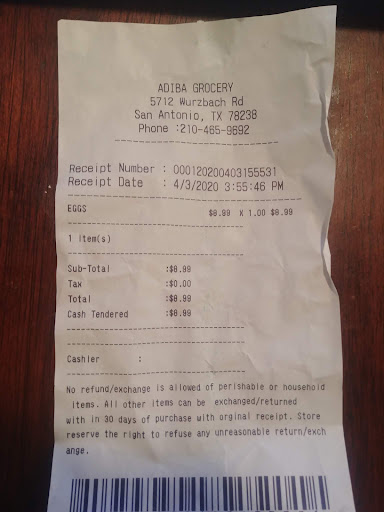 ADIBA GROCERY
5712 Wurzbach Rd
San Antonio, TX 78238
Phone :210-465-9692
Receipt Number : 000120200403155531
Receipt Date : 4/3/2020 3:55:46 PM
EGGS $8.99 X 1.00 $8.99
1 item(s)
Sub-Total :$8.99
Tax :$0.00
Total :$8.99
Cash Tendered :$8.99
Cashier :
No refund/exchange is allowed of perishable or household
items. All other items can be exchanged/returned
with in 30 days of purchase with orginal receipt. Store
reserve the right to refuse any unreasonable return/exch
ange.